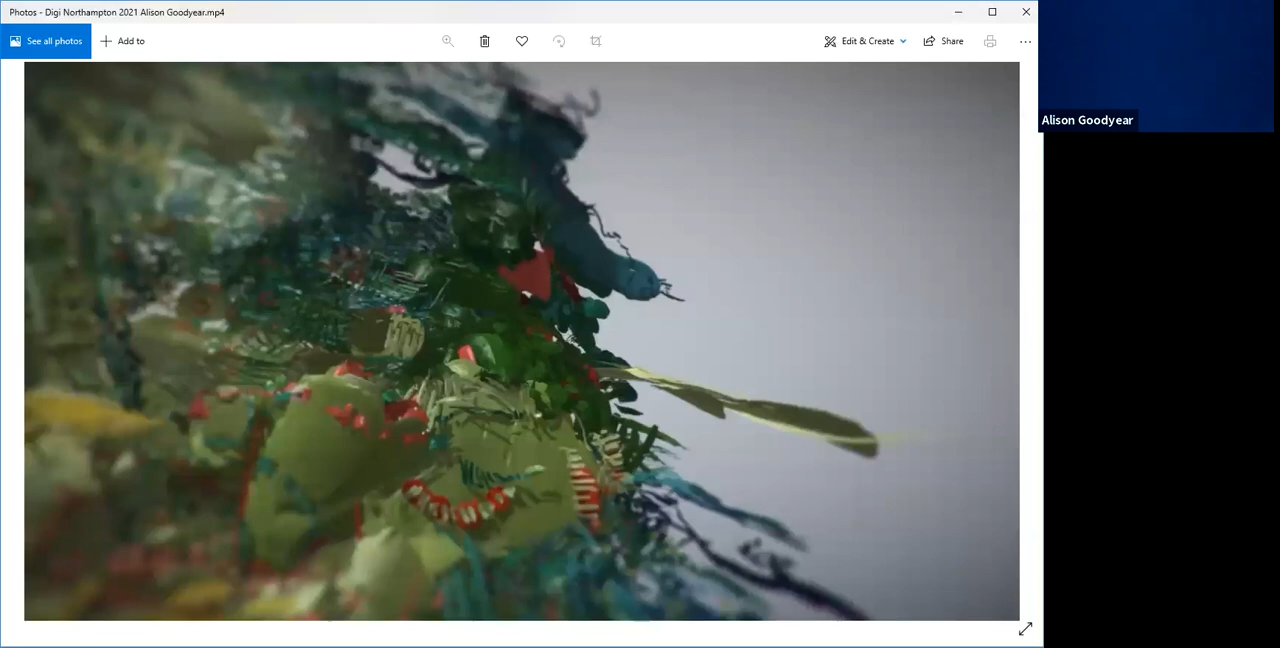 Photos - Digi Northampton 2021 Alison Goodyear.mp4
See all photos
Add to
Edit & Create
Share
Alison Goodyear